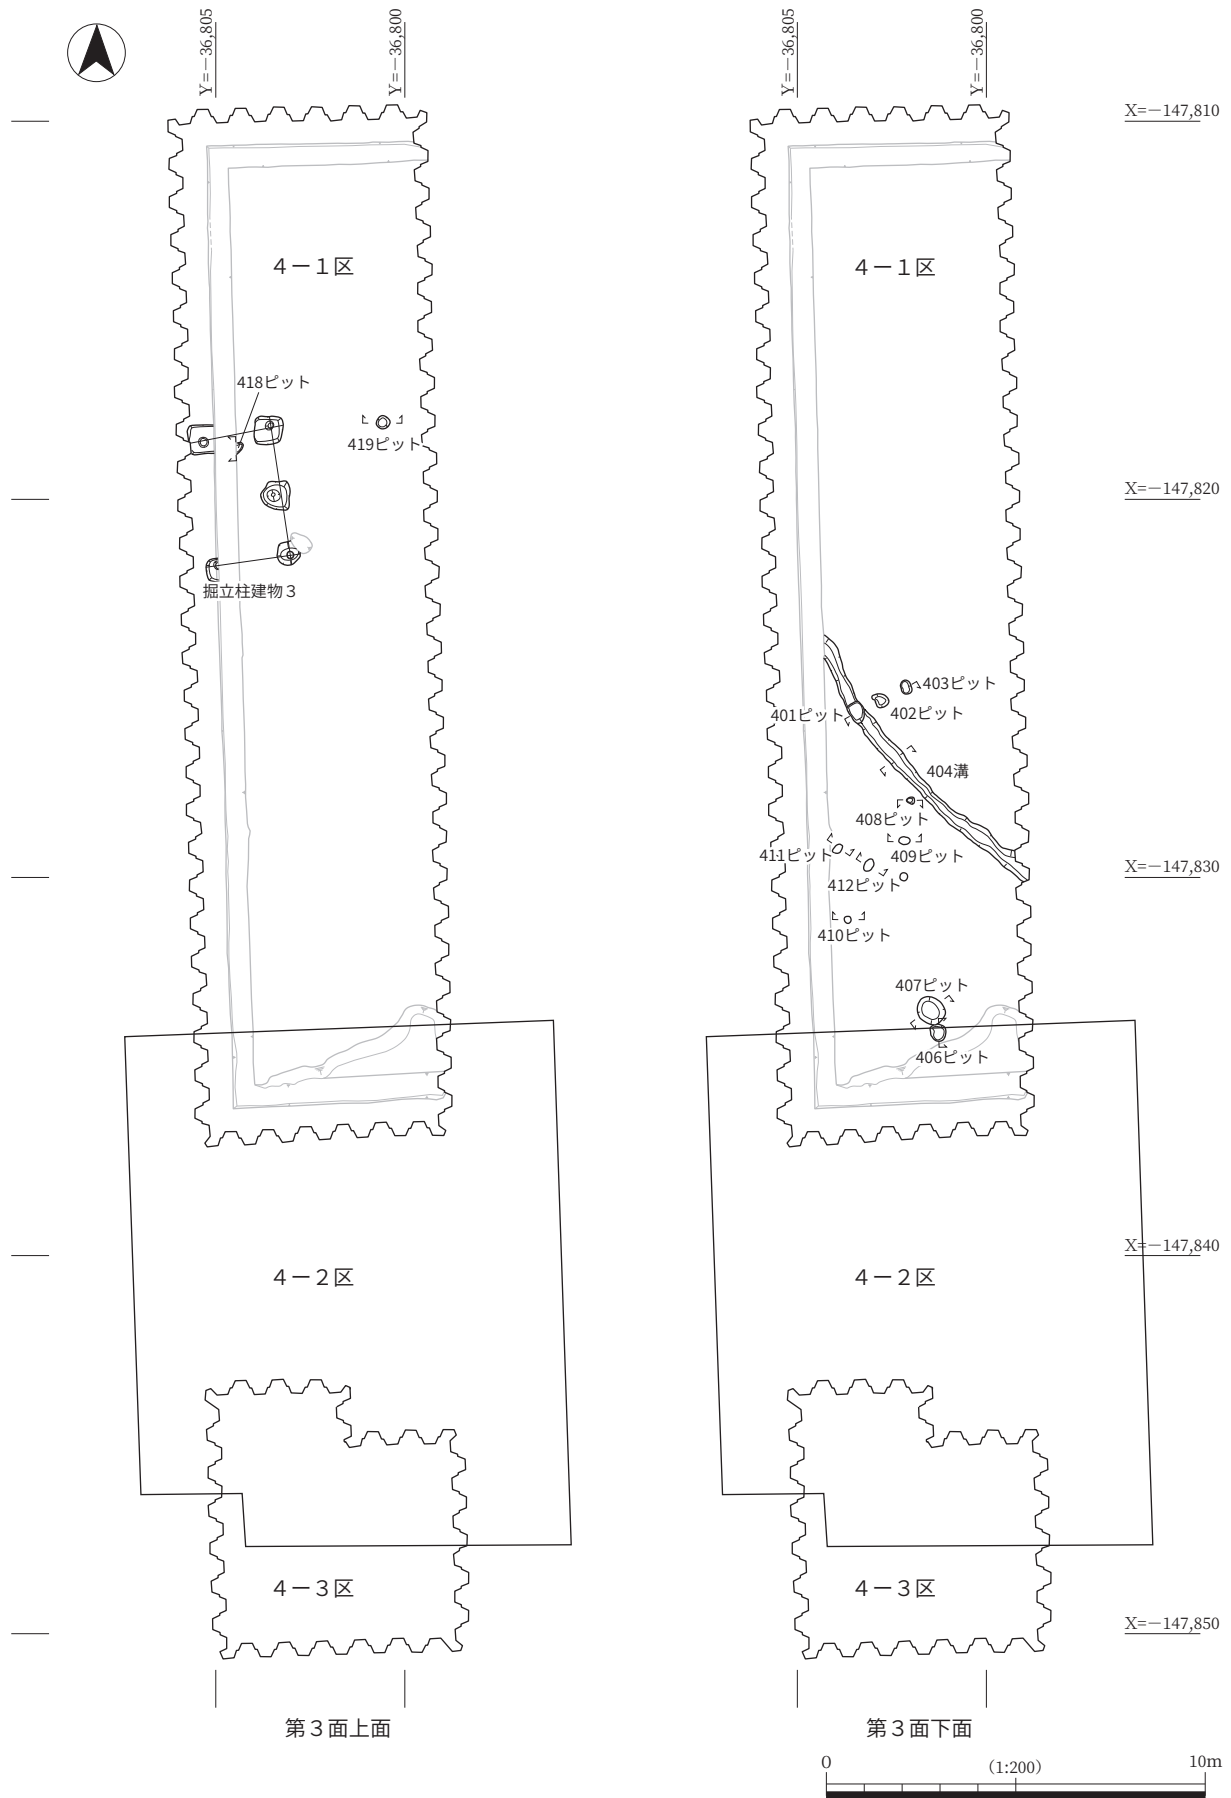 Y=－36,805
Y=－36,800
Y=－36,805
Y=－36,800
X=－147,810
４－１区
４－１区
418ピット
419ピット
X=－147,820
掘立柱建物３
403ピット
401ピット
402ピット
404溝
408ピット
411ピット
409ピット
X=－147,830
412ピット
410ピット
407ピット
406ピット
X=－147,840
４－２区
４－２区
４－３区
４－３区
X=－147,850
第３面上面
第３面下面
0
（1:200）
10m